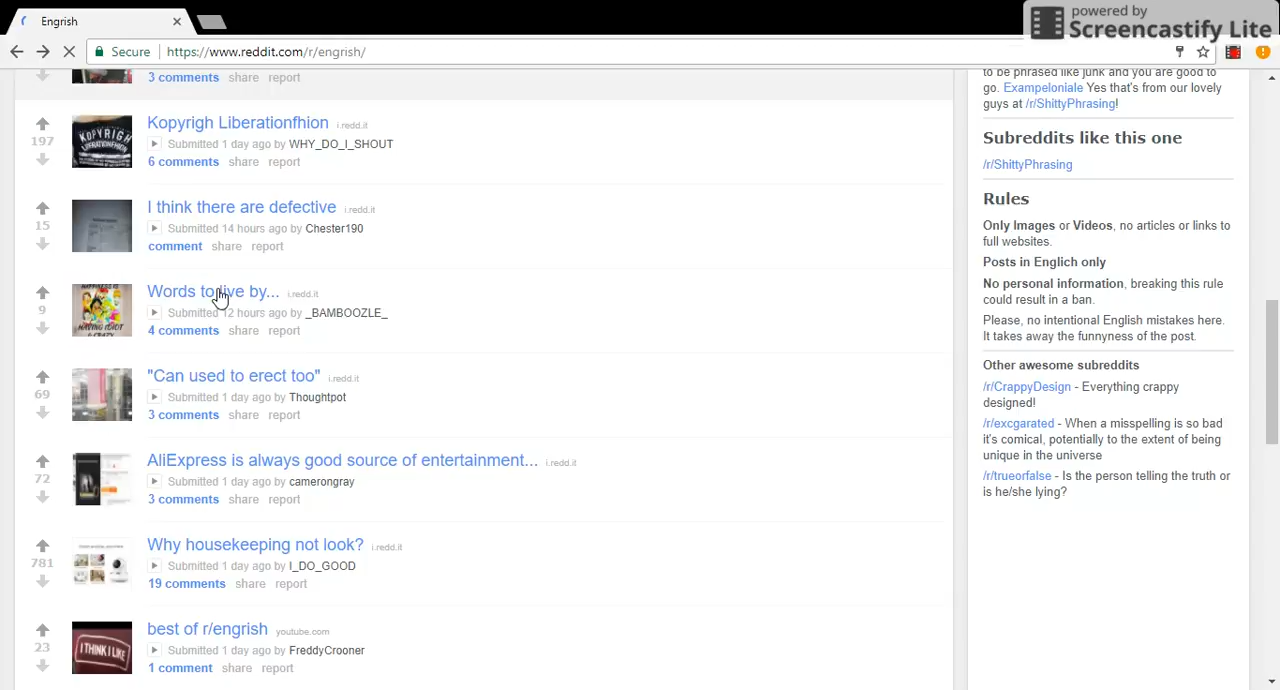 powered by
Screencastify Lite
Engrish
Secure
https://www.reddit.com/r/engrish/
3 comments share report
197
KOPYRIGH
LIBERATIONFHION
Kopyrigh Liberationfhion i.redd.it
Submitted 1 day ago by WHY_DO_I_SHOUT
6 comments share report
15
I think there are defective i.redd.it
Submitted 14 hours ago by Chester190
comment share report
9
HAVING IDIOT
& CRAZY
Words to live by... i.redd.it
Submitted 12 hours ago by _BAMBOOZLE_
4 comments share report
69
"Can used to erect too" i.redd.it
Submitted 1 day ago by Thoughtpot
3 comments share report
72
AliExpress is always good source of entertainment... i.redd.it
Submitted 1 day ago by camerongray
3 comments share report
781
Why housekeeping not look? i.redd.it
Submitted 1 day ago by I_DO_GOOD
19 comments share report
23
I THINK I LIKE
best of r/engrish youtube.com
Submitted 1 day ago by FreddyCrooner
1 comment share report
to be phrased like junk and you are good to
go. Exampeloniale Yes that's from our lovely
guys at /r/ShittyPhrasing!
Subreddits like this one
/r/ShittyPhrasing
Rules
Only Images or Videos, no articles or links to
full websites.
Posts in Englich only
No personal information, breaking this rule
could result in a ban.
Please, no intentional English mistakes here.
It takes away the funnyness of the post.
Other awesome subreddits
/r/CrappyDesign - Everything crappy
designed!
/r/excgarated - When a misspelling is so bad
it's comical, potentially to the extent of being
unique in the universe
/r/trueorfalse - Is the person telling the truth or
is he/she lying?